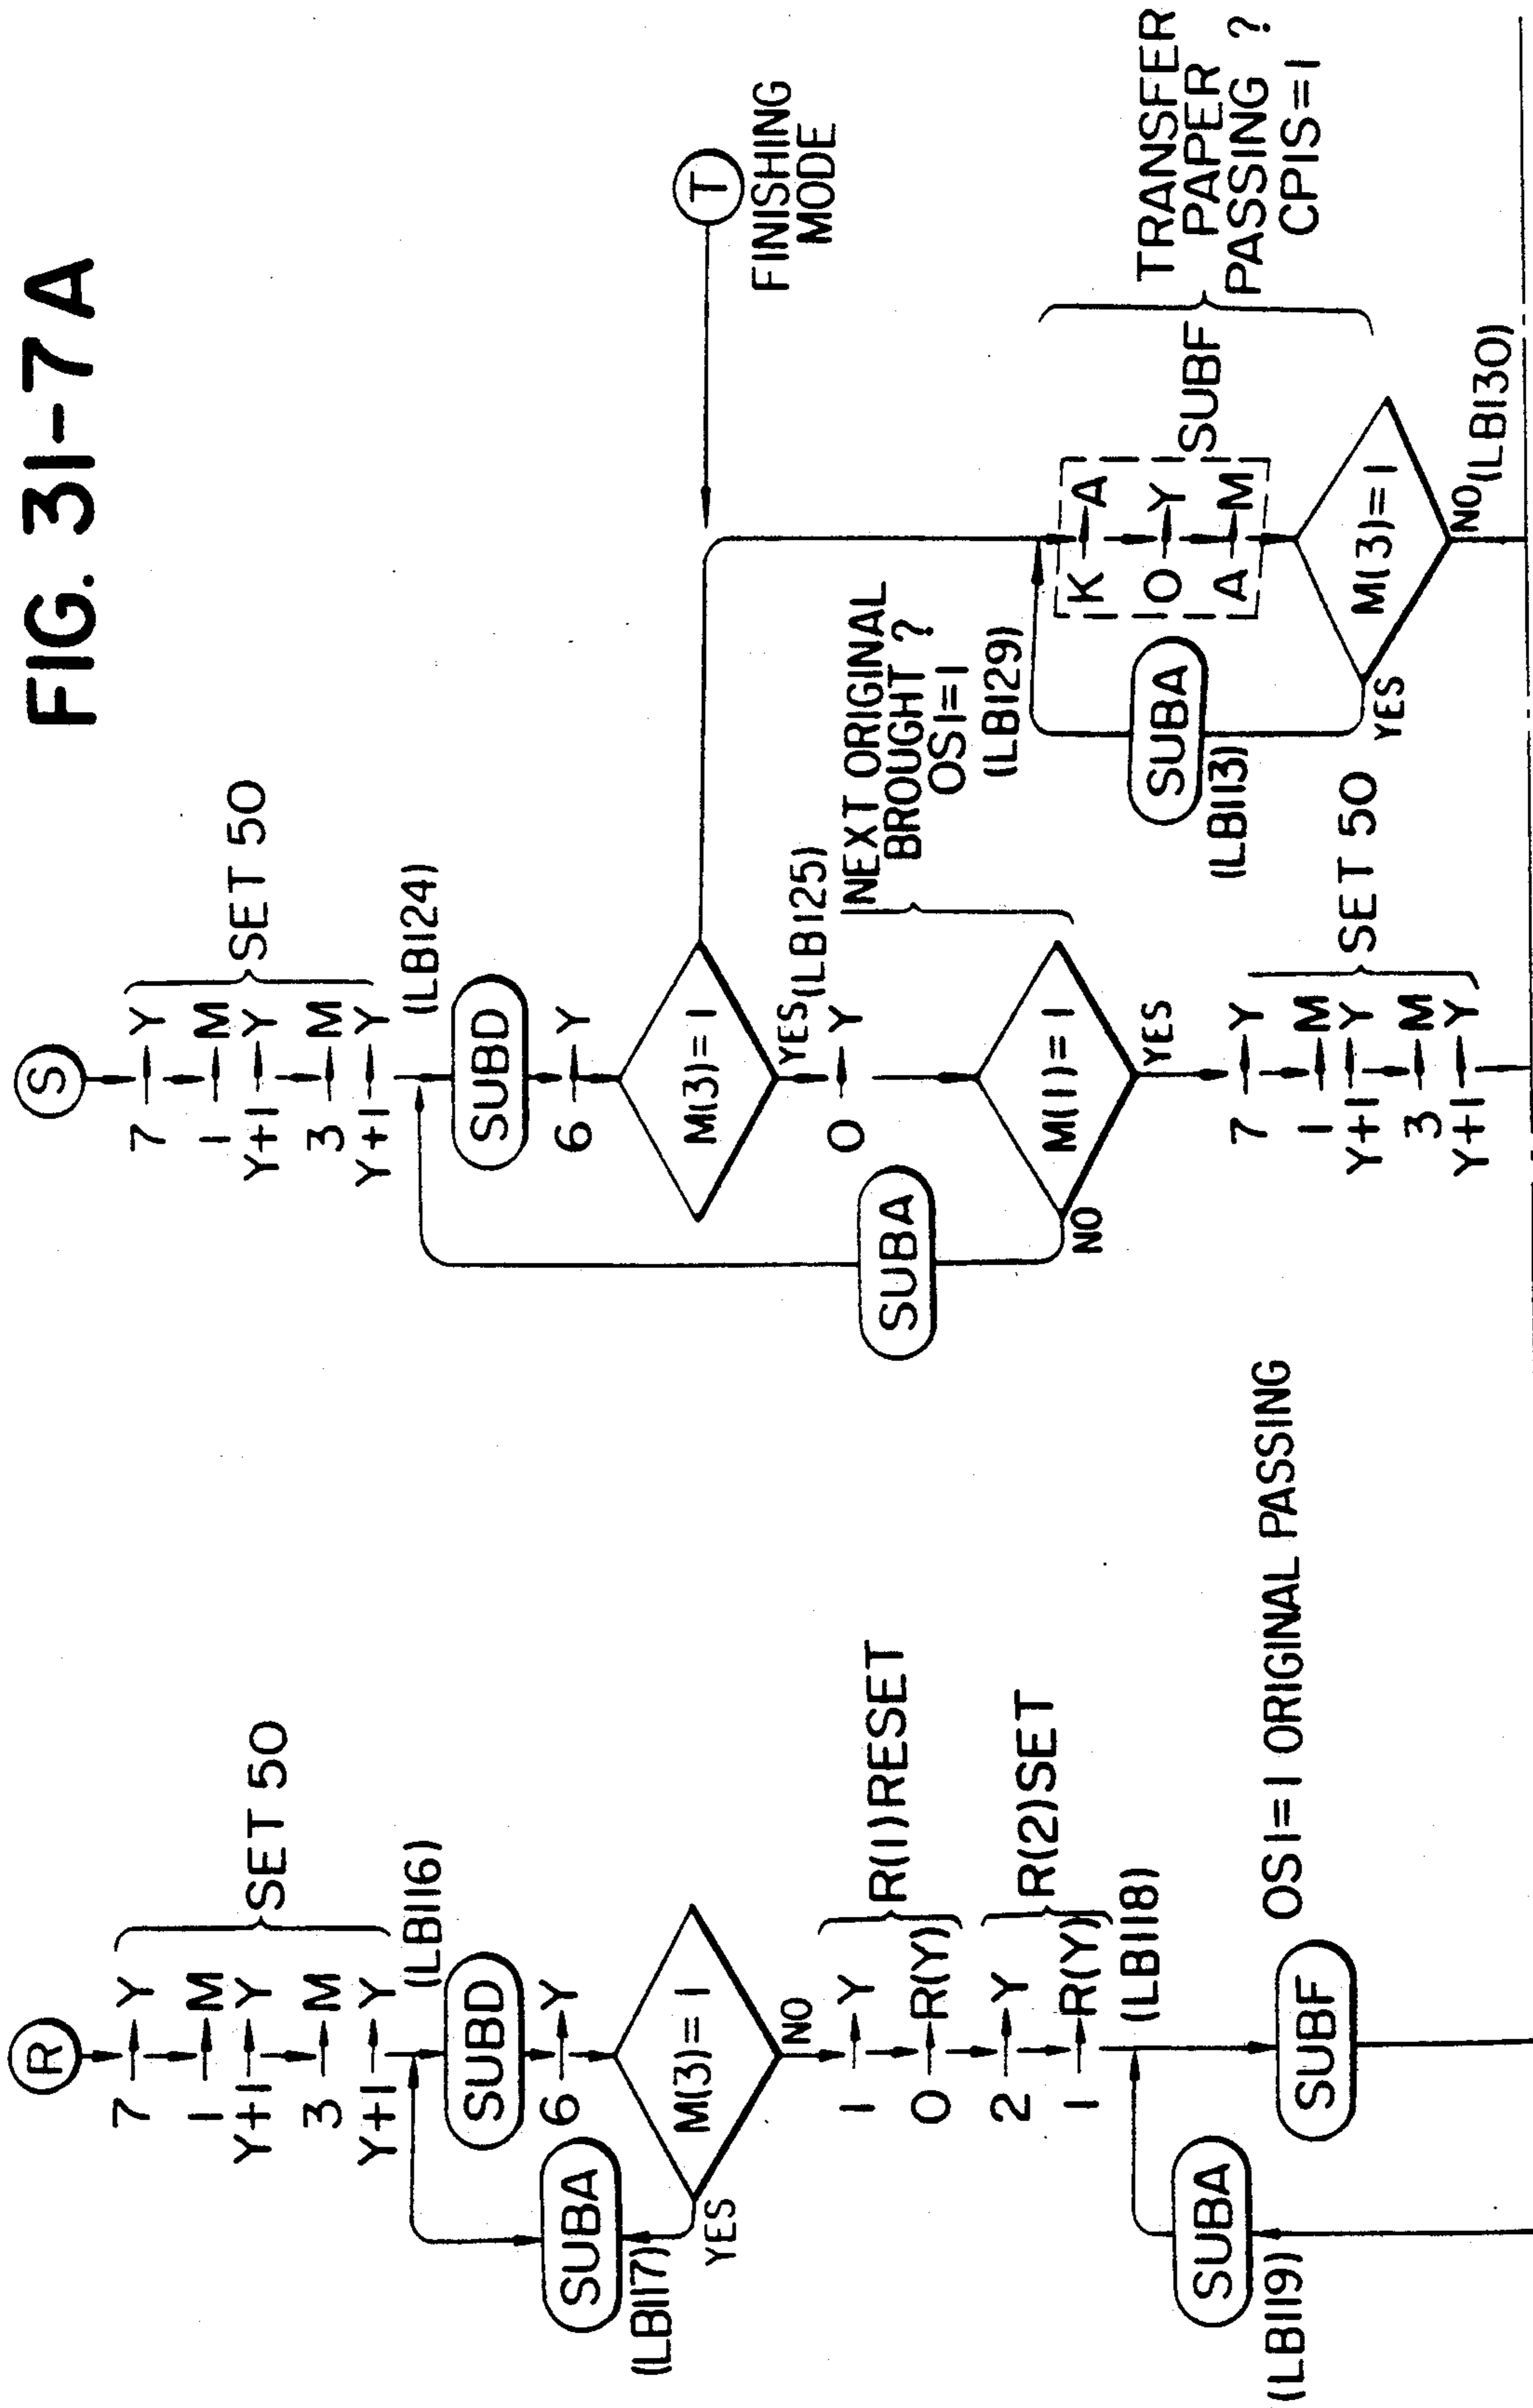 FIG. 31-7A
R
7 → Y
1 → M
Y+1 → Y
3 → M
Y+1 → Y
SET 50
(LB116)
SUBD
6 → Y
M(3)=1
YES
SUBA
(LB117)
NO
1 → Y
0 → R(Y)
R(1)RESET
2 → Y
1 → R(Y)
R(2)SET
(LB118)
SUBF
OS1=1 ORIGINAL PASSING
SUBA
(LB119)
S
7 → Y
1 → M
Y+1 → Y
3 → M
Y+1 → Y
SET 50
(LB124)
SUBD
6 → Y
M(3)=1
YES(LB125)
0 → Y
M(1)=1
NEXT ORIGINAL
BROUGHT ?
OS1=1
NO
SUBA
YES
7 → Y
1 → M
Y+1 → Y
3 → M
Y+1 → Y
SET 50
T
FINISHING
MODE
(LB129)
K → A
0 → Y
A → M
SUBF
M(3)=1
TRANSFER
PAPER
PASSING ?
CPIS=1
YES
SUBA
(LB113)
NO(LB130)